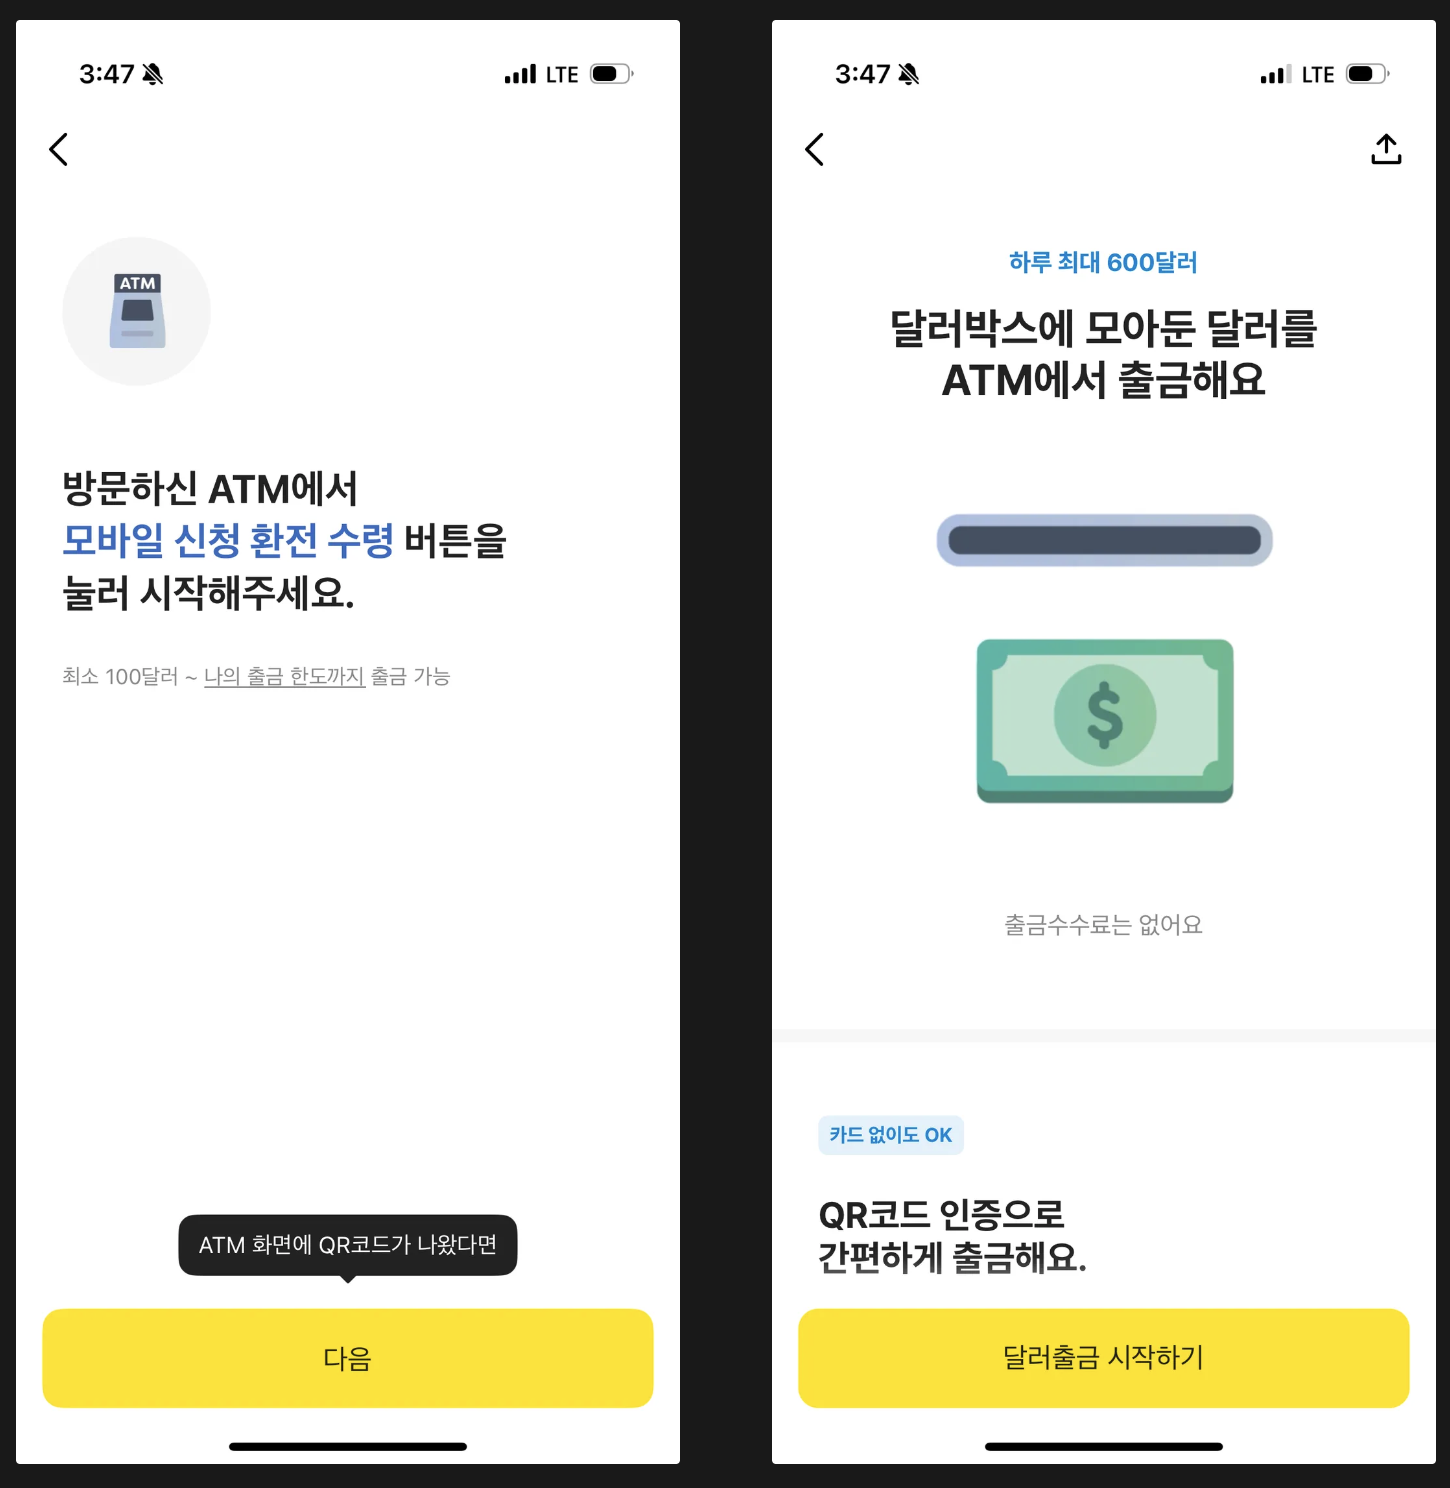 3:47
LTE
ATM
방문하신 ATM에서
모바일 신청 환전 수령 버튼을
눌러 시작해주세요.
최소 100달러 ~ 나의 출금 한도까지 출금 가능
ATM 화면에 QR코드가 나왔다면
다음
3:47
LTE
하루 최대 600달러
달러박스에 모아둔 달러를
ATM에서 출금해요
$
출금수수료는 없어요
카드 없이도 OK
QR코드 인증으로
간편하게 출금해요.
달러출금 시작하기